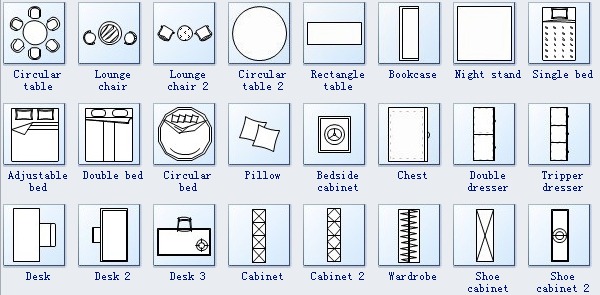 Circular table
Lounge chair
Lounge chair 2
Circular table 2
Rectangle table
Bookcase
Night stand
Single bed
Adjustable bed
Double bed
Circular bed
Pillow
Bedside cabinet
Chest
Double dresser
Tripper dresser
Desk
Desk 2
Desk 3
Cabinet
Cabinet 2
Wardrobe
Shoe cabinet
Shoe cabinet 2